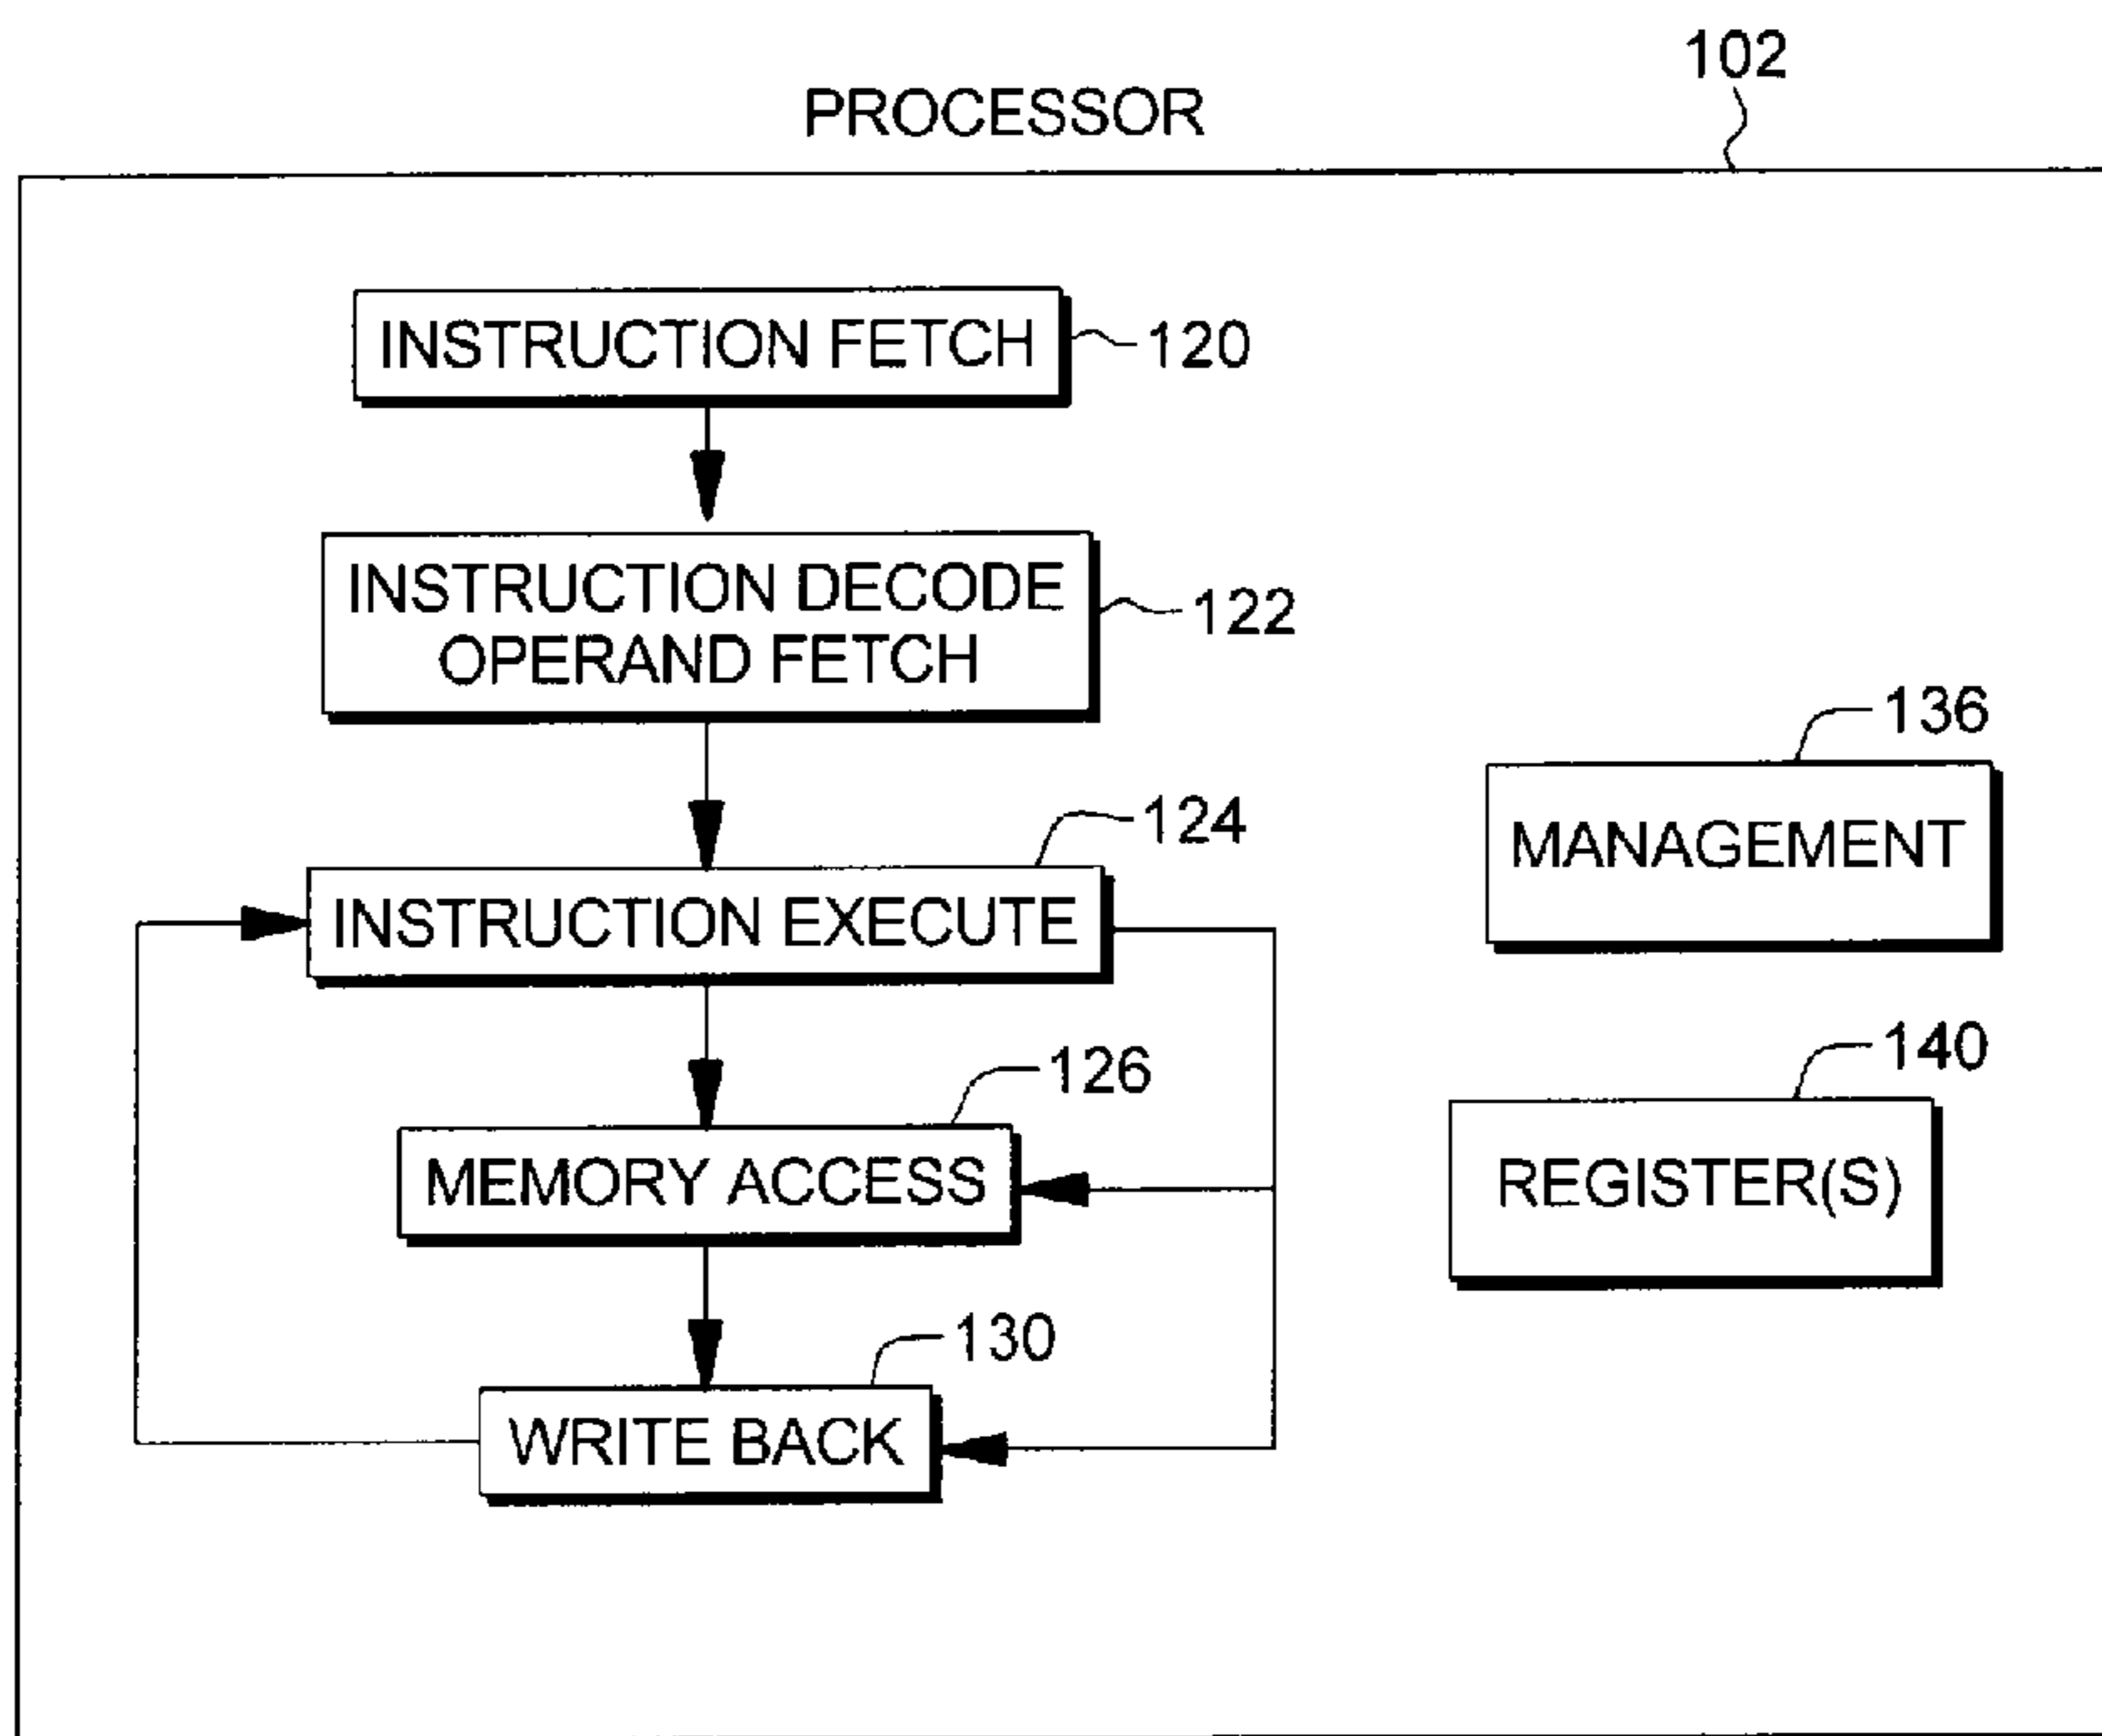 102
PROCESSOR
INSTRUCTION FETCH
120
INSTRUCTION DECODE
OPERAND FETCH
122
136
MANAGEMENT
124
INSTRUCTION EXECUTE
140
REGISTER(S)
126
MEMORY ACCESS
130
WRITE BACK